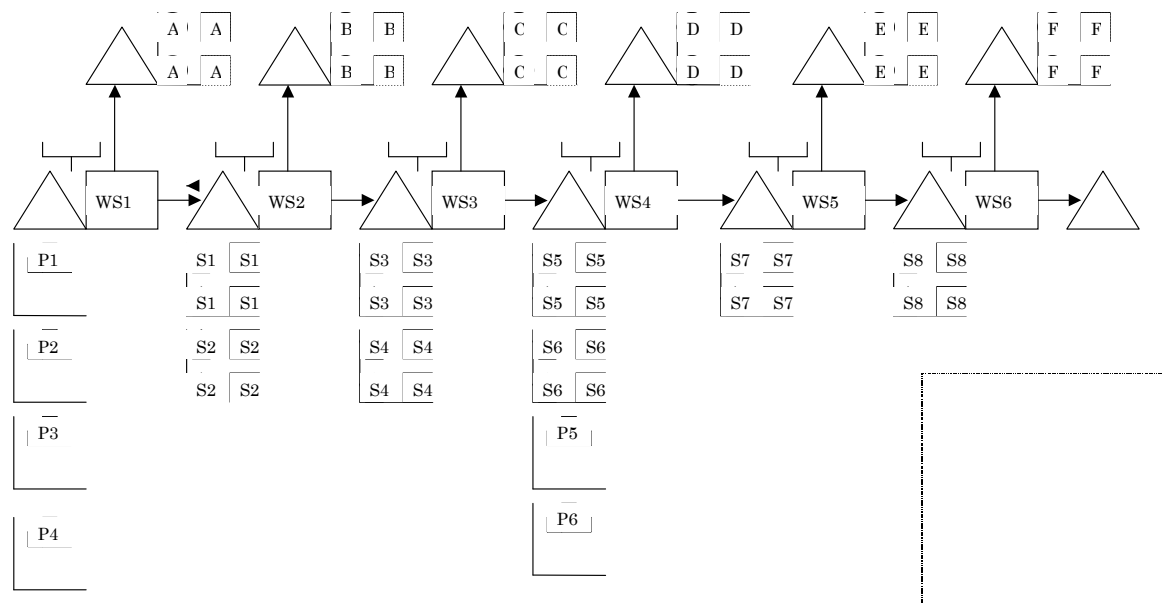 A A B B C C D D E E F F
A A B B C C D D E E F F
WS1 WS2 WS3 WS4 WS5 WS6
P1 S1 S1 S3 S3 S5 S5 S7 S7 S8 S8
S1 S1 S3 S3 S5 S5 S7 S7 S8 S8
P2 S2 S2 S4 S4 S6 S6
S2 S2 S4 S4 S6 S6
P3 P5
P4 P6